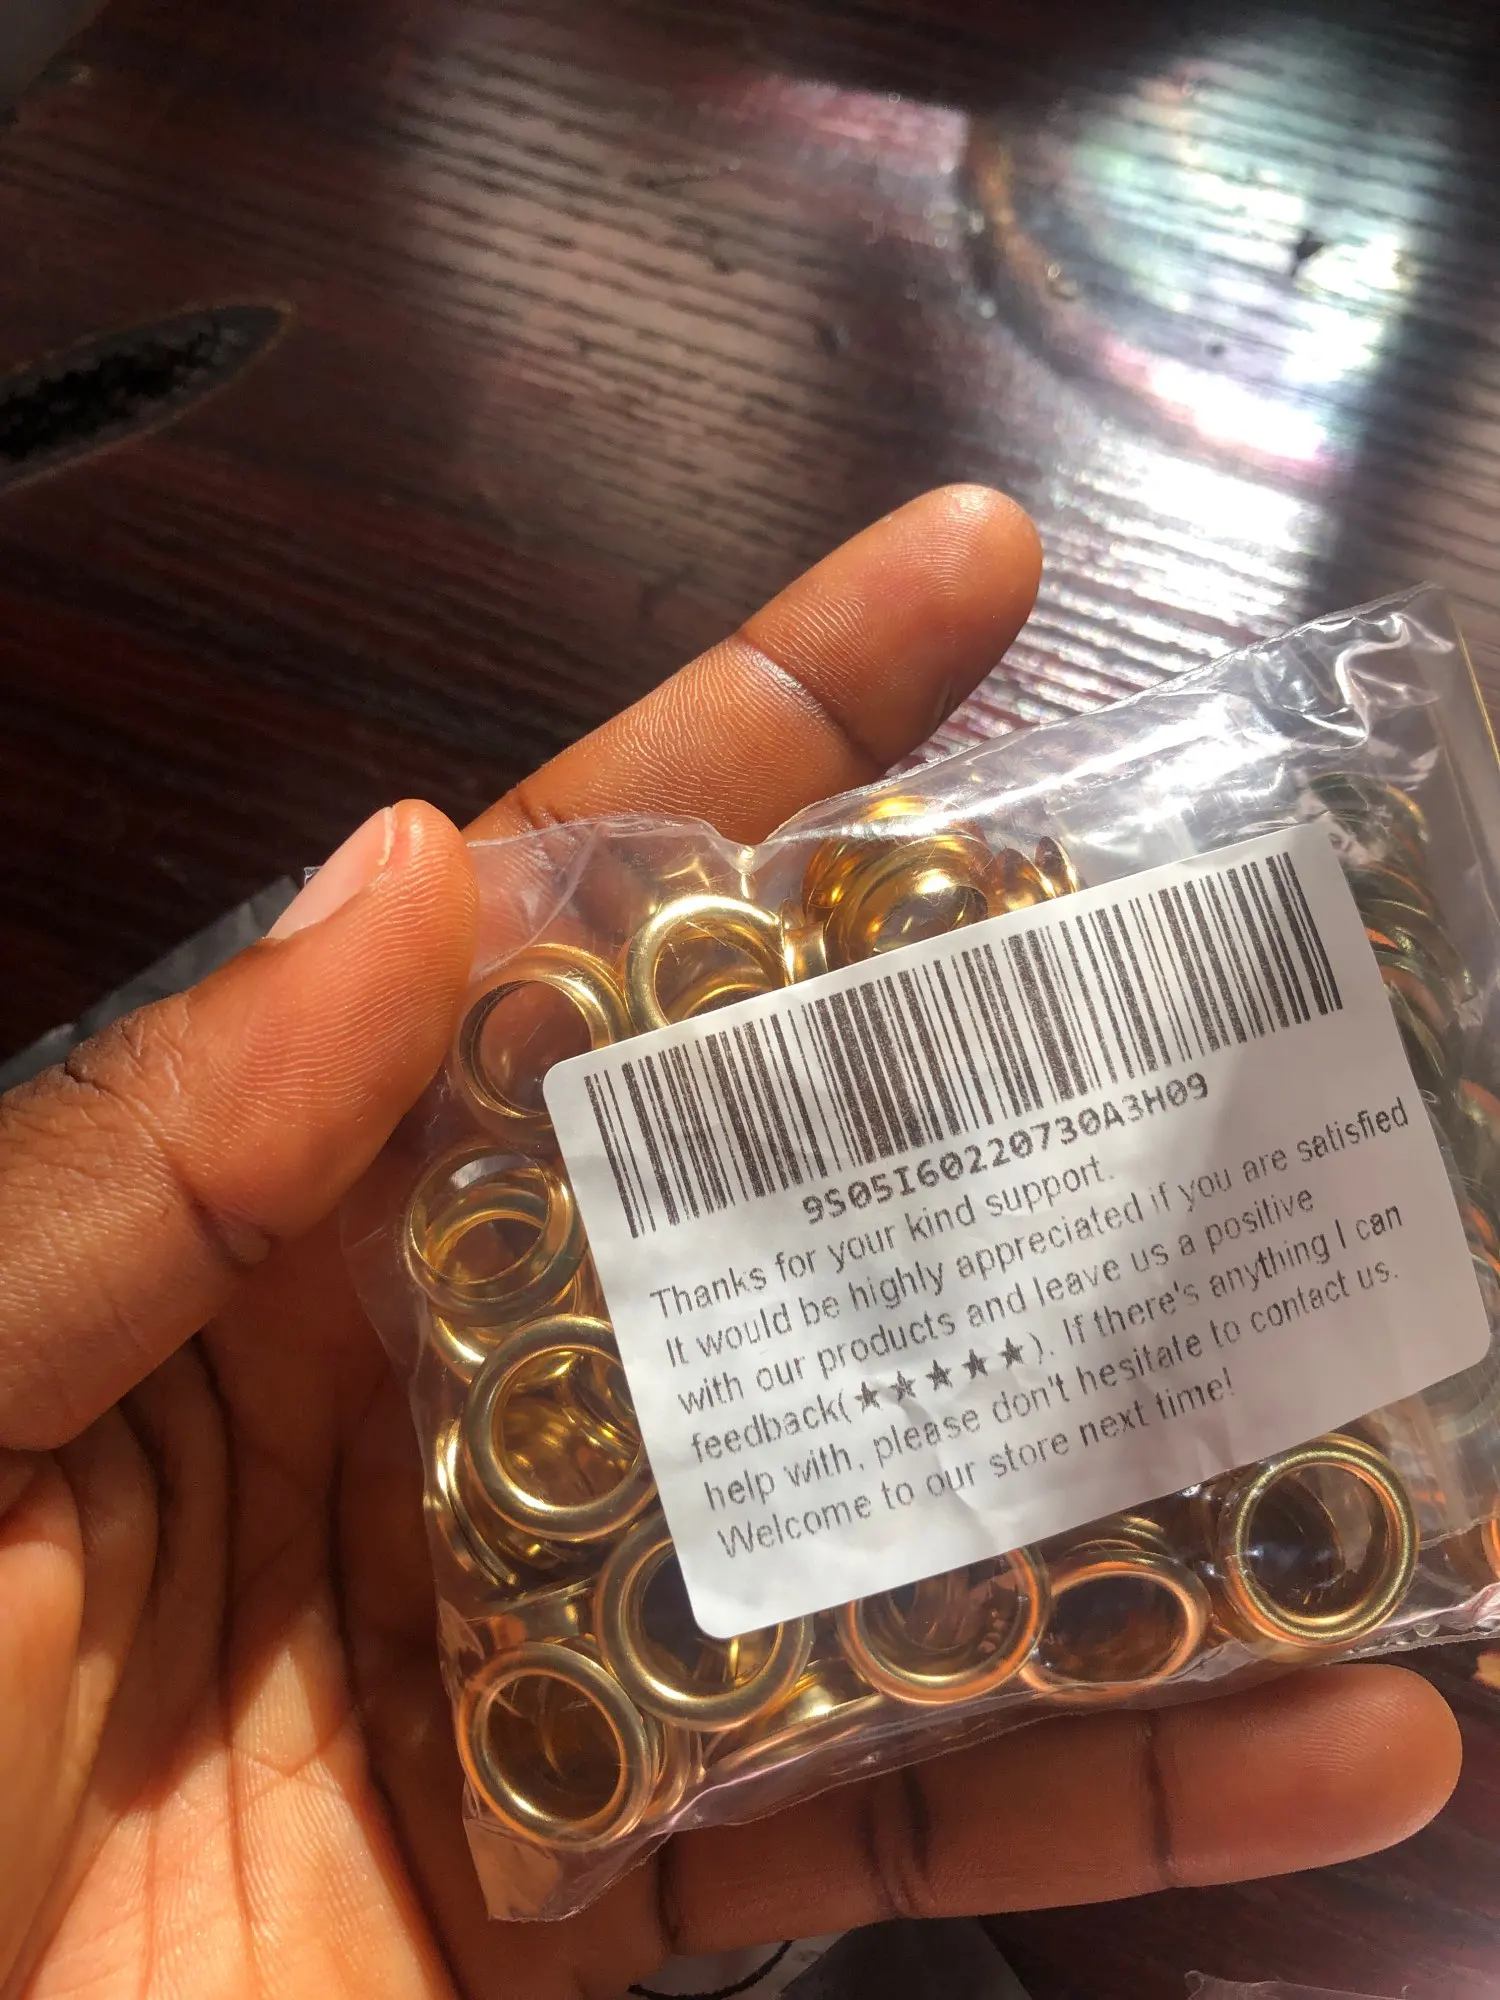 9S05I60220730A3H09
Thanks for your kind support.
It would be highly appreciated if you are satisfied
with our products and leave us a positive
feedback(★★★★★). If there's anything I can
help with, please don't hesitate to contact us.
Welcome to our store next time!